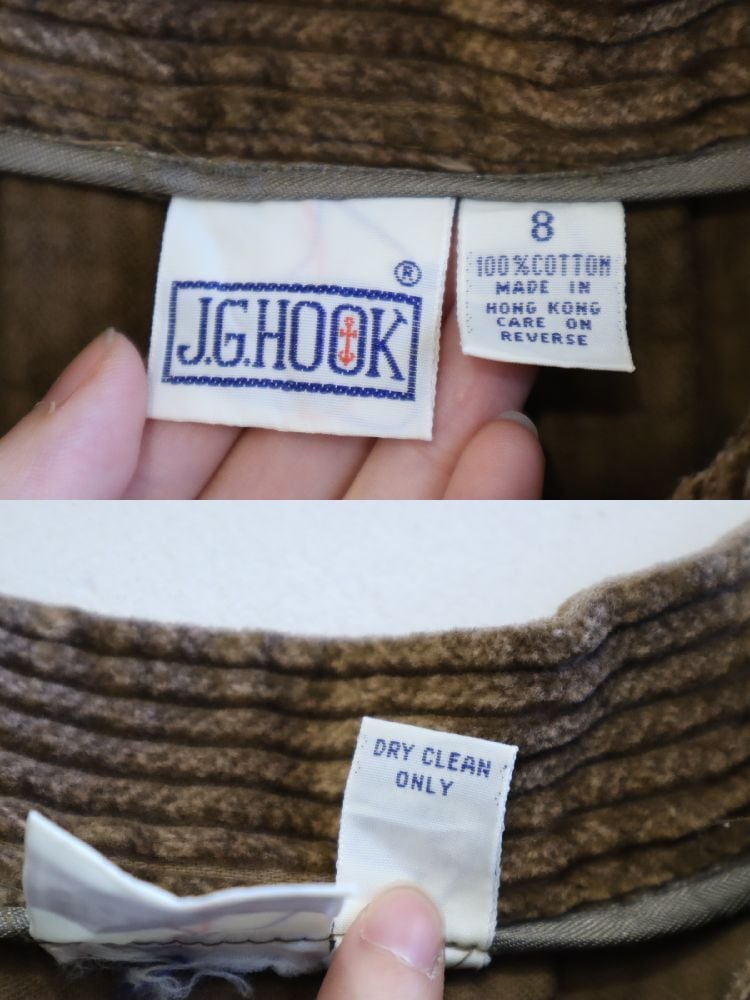 ®
J.G.HOOK
8
100%COTTON
MADE IN
HONG KONG
CARE ON
REVERSE
DRY CLEAN
ONLY